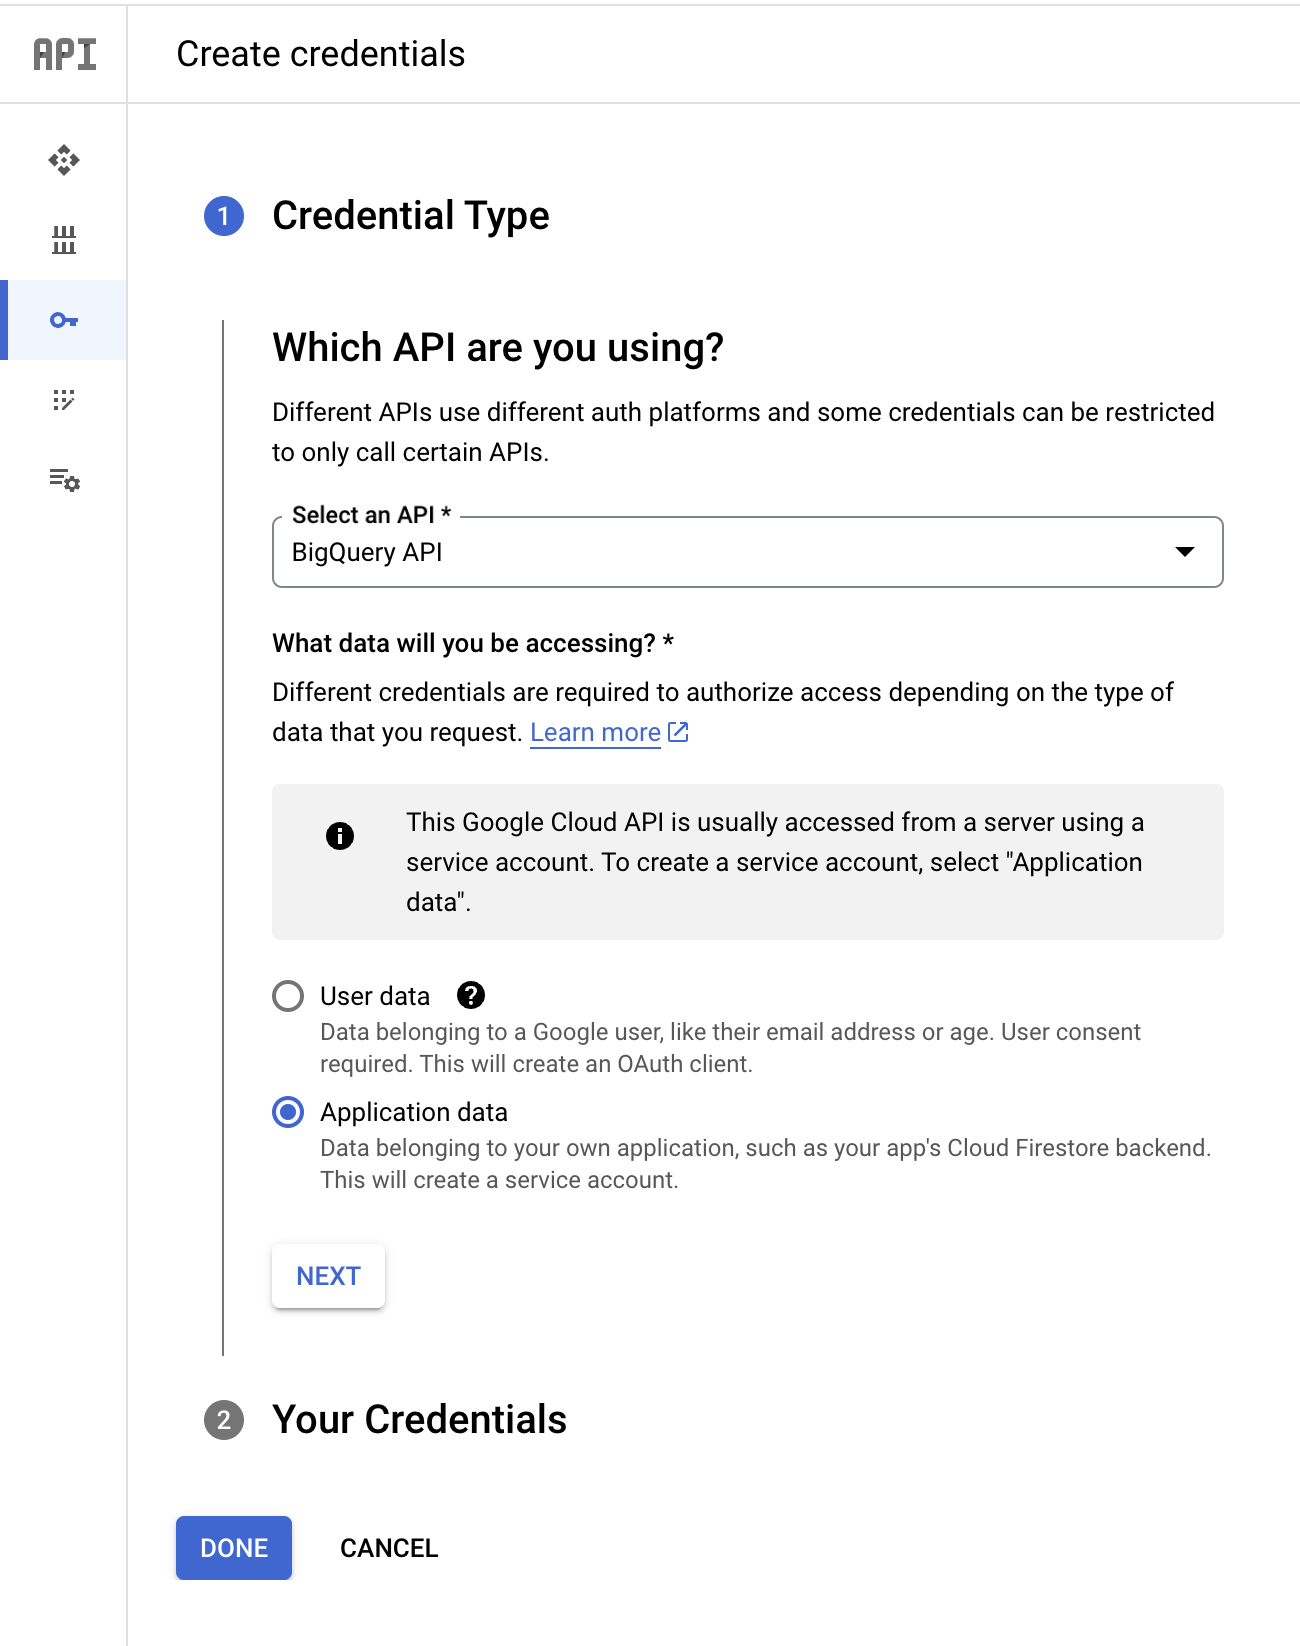 API
Create credentials
1
Credential Type
Which API are you using?
Different APIs use different auth platforms and some credentials can be restricted
to only call certain APIs.
Select an API *
BigQuery API
What data will you be accessing? *
Different credentials are required to authorize access depending on the type of
data that you request. Learn more
This Google Cloud API is usually accessed from a server using a
service account. To create a service account, select "Application
data".
User data
Data belonging to a Google user, like their email address or age. User consent
required. This will create an OAuth client.
Application data
Data belonging to your own application, such as your app's Cloud Firestore backend.
This will create a service account.
NEXT
2
Your Credentials
DONE
CANCEL